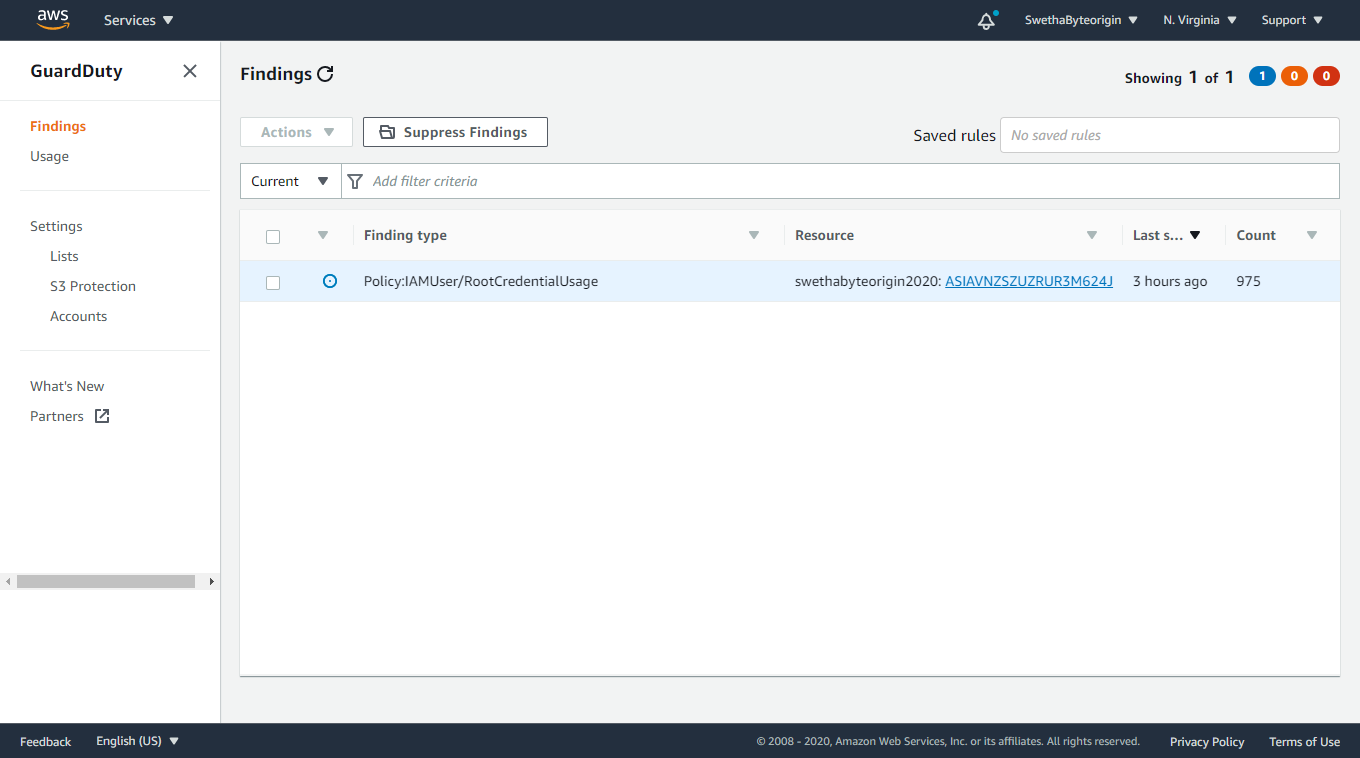 aws Services SwethaByteorigin N. Virginia Support
GuardDuty
Findings
Usage
Settings
Lists
S3 Protection
Accounts
What's New
Partners
Findings
Showing 1 of 1 1 0 0
Actions Suppress Findings Saved rules No saved rules
Current Add filter criteria
Finding type Resource Last s... Count
Policy:IAMUser/RootCredentialUsage swethabyteorigin2020: ASIAVNZSZUZRUR3M624J 3 hours ago 975
Feedback English (US) © 2008 - 2020, Amazon Web Services, Inc. or its affiliates. All rights reserved. Privacy Policy Terms of Use